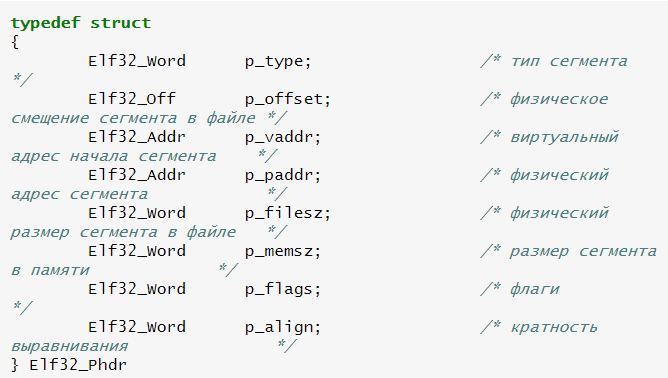 typedef struct
{
        Elf32_Word      p_type;                 /* тип сегмента
*/
        Elf32_Off       p_offset;               /* физическое
смещение сегмента в файле */
        Elf32_Addr      p_vaddr;                /* виртуальный
адрес начала сегмента    */
        Elf32_Addr      p_paddr;                /* физический
адрес сегмента            */
        Elf32_Word      p_filesz;               /* физический
размер сегмента в файле   */
        Elf32_Word      p_memsz;                /* размер сегмента
в памяти             */
        Elf32_Word      p_flags;                /* флаги
*/
        Elf32_Word      p_align;                /* кратность
выравнивания               */
} Elf32_Phdr